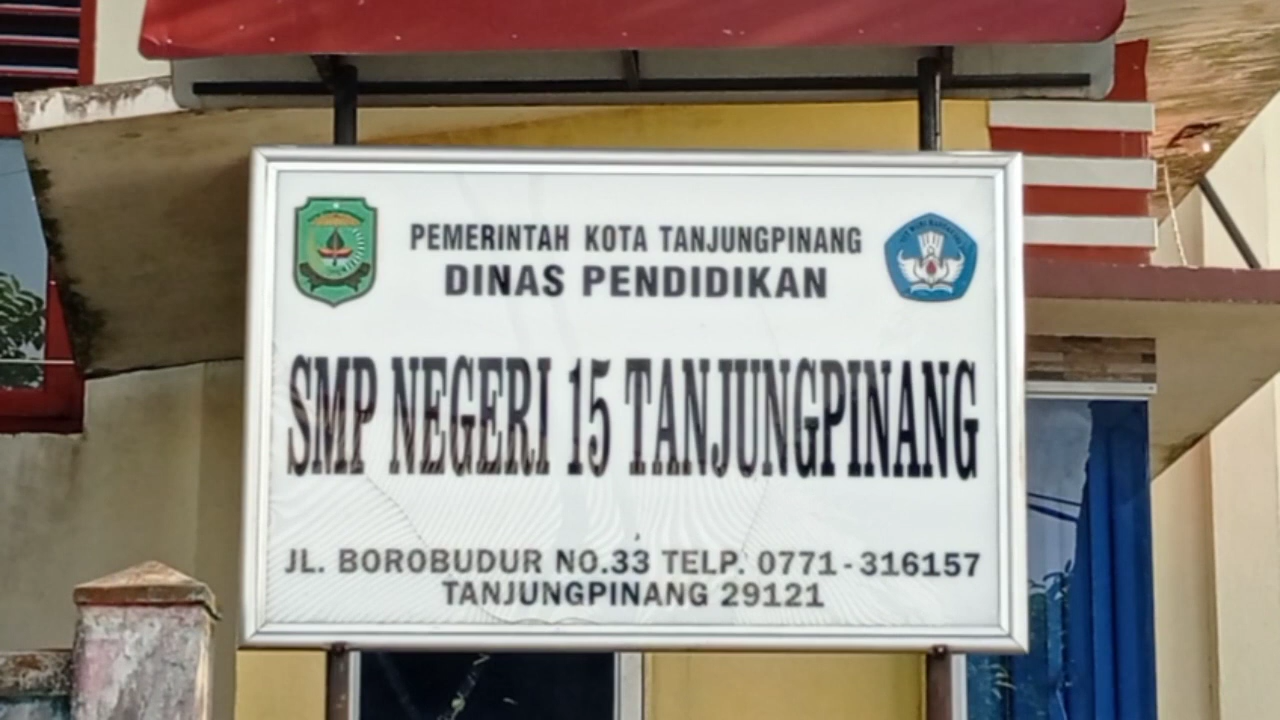 PEMERINTAH KOTA TANJUNGPINANG
DINAS PENDIDIKAN
SMP NEGERI 15 TANJUNGPINANG
JL. BOROBUDUR NO.33 TELP. 0771-316157
TANJUNGPINANG 29121